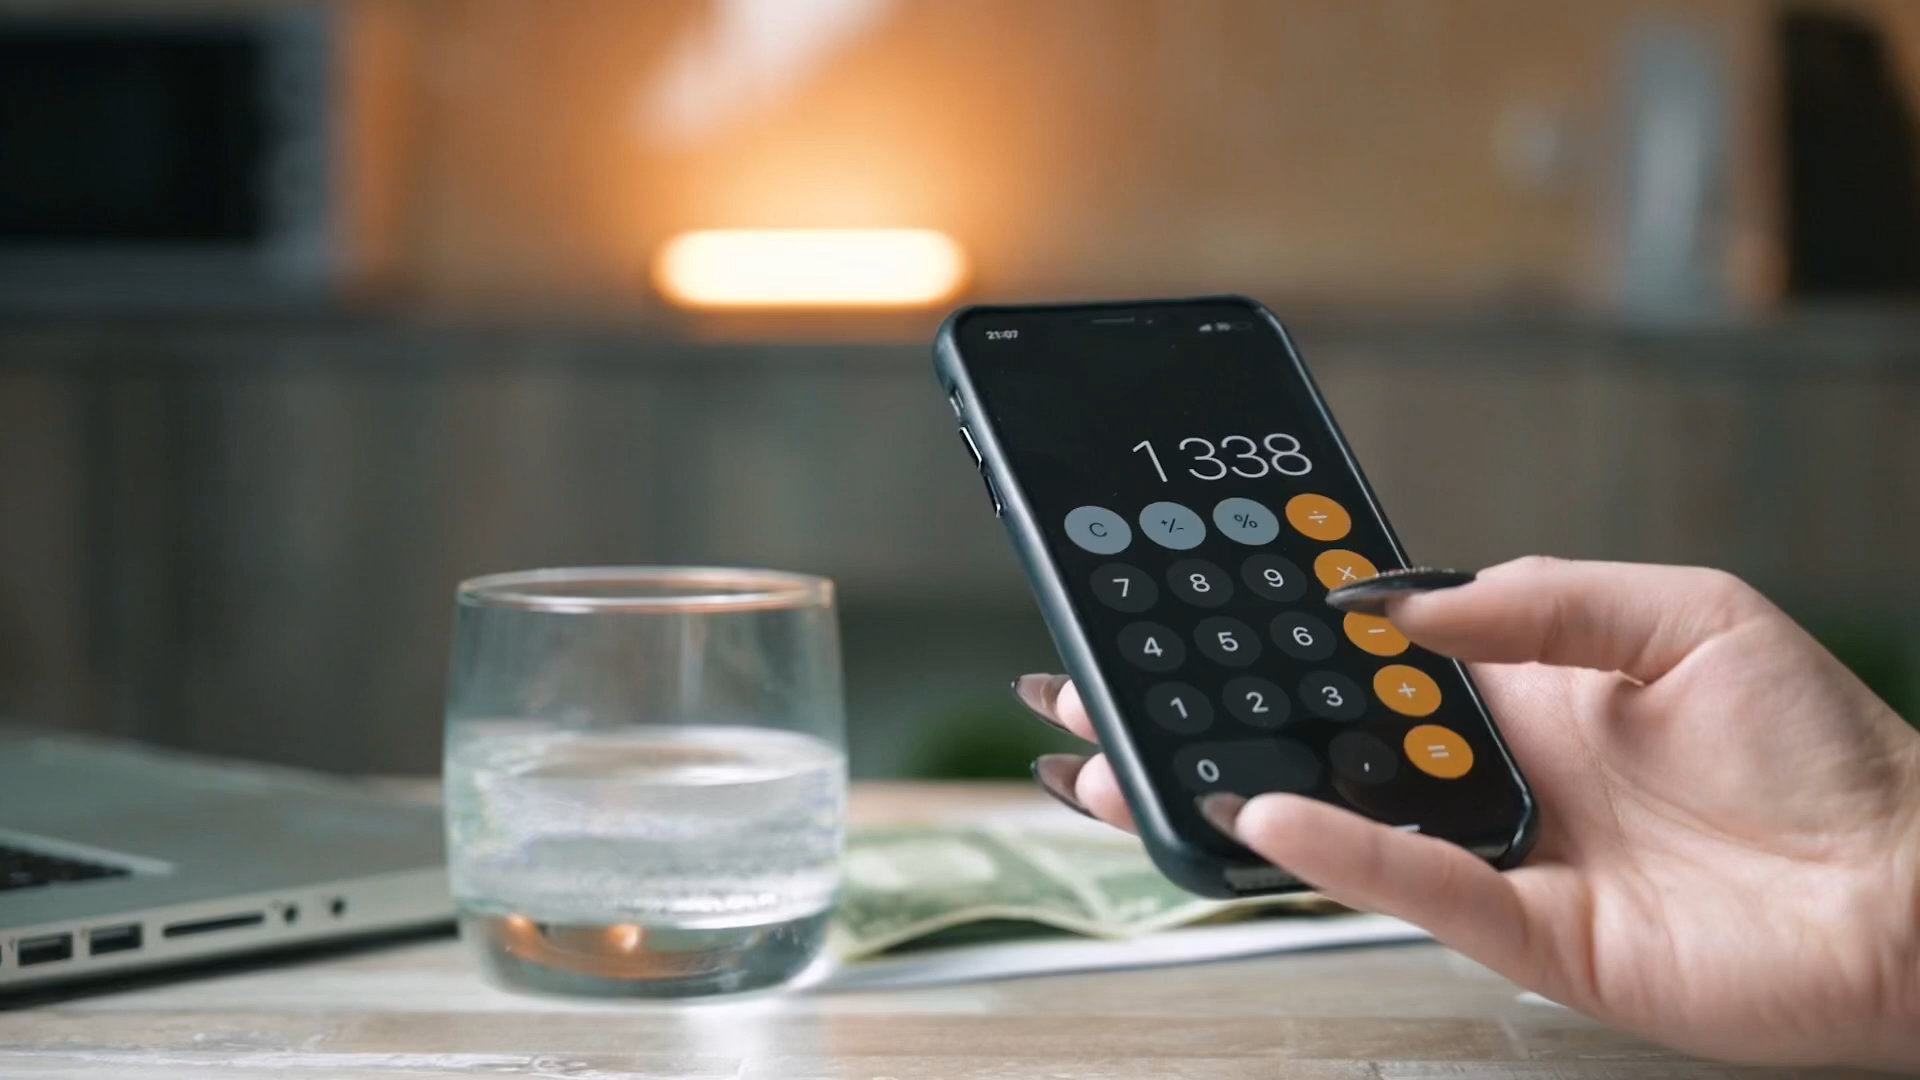 21:07
1 338
C +/- % ÷
7 8 9 ×
4 5 6 −
1 2 3 +
0 , =